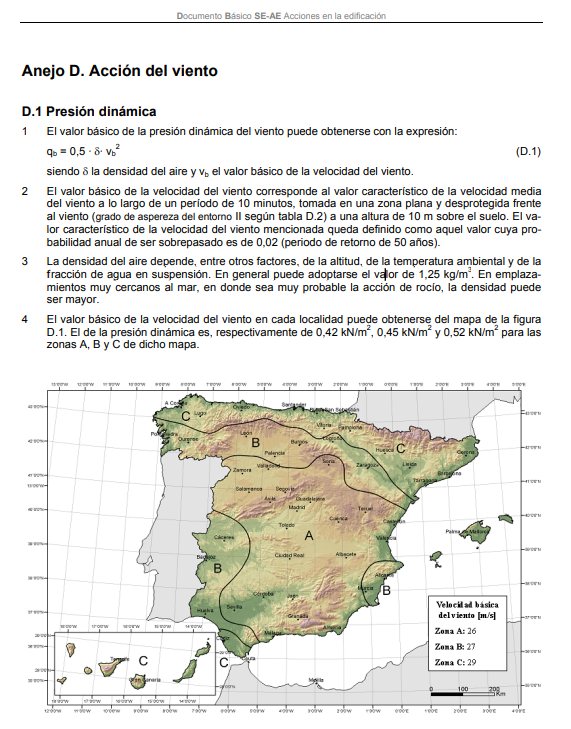 Documento Básico SE-AE Acciones en la edificación
Anejo D. Acción del viento
D.1 Presión dinámica
1 El valor básico de la presión dinámica del viento puede obtenerse con la expresión:
q_b = 0,5 · δ· v_b² (D.1)
siendo δ la densidad del aire y v_b el valor básico de la velocidad del viento.
2 El valor básico de la velocidad del viento corresponde al valor característico de la velocidad media
del viento a lo largo de un período de 10 minutos, tomada en una zona plana y desprotegida frente
al viento (grado de aspereza del entorno II según tabla D.2) a una altura de 10 m sobre el suelo. El va-
lor característico de la velocidad del viento mencionada queda definido como aquel valor cuya pro-
babilidad anual de ser sobrepasado es de 0,02 (periodo de retorno de 50 años).
3 La densidad del aire depende, entre otros factores, de la altitud, de la temperatura ambiental y de la
fracción de agua en suspensión. En general puede adoptarse el valor de 1,25 kg/m³. En emplaza-
mientos muy cercanos al mar, en donde sea muy probable la acción de rocío, la densidad puede
ser mayor.
4 El valor básico de la velocidad del viento en cada localidad puede obtenerse del mapa de la figura
D.1. El de la presión dinámica es, respectivamente de 0,42 kN/m², 0,45 kN/m² y 0,52 kN/m² para las
zonas A, B y C de dicho mapa.
A Coruña
Lugo
Oviedo
Santander
C
Ourense
León
B
Burgos
Vitoria
Pamplona
Logroño
Huesca
C
Girona
Palencia
Zamora
Valladolid
Soria
Zaragoza
Lleida
Barcelona
Tarragona
Salamanca
Segovia
Ávila
Guadalajara
Madrid
Teruel
Cuenca
Castellón
Toledo
A
Valencia
Palma de Mallorca
Cáceres
Ciudad Real
Albacete
Badajoz
B
Alicante
Murcia
B
Córdoba
Jaén
Huelva
Sevilla
Granada
Almería
Málaga
Cádiz
C
Ceuta
Melilla
Tenerife
C
Gran Canaria
Velocidad básica
del viento [m/s]
Zona A: 26
Zona B: 27
Zona C: 29
0 100 200
Km